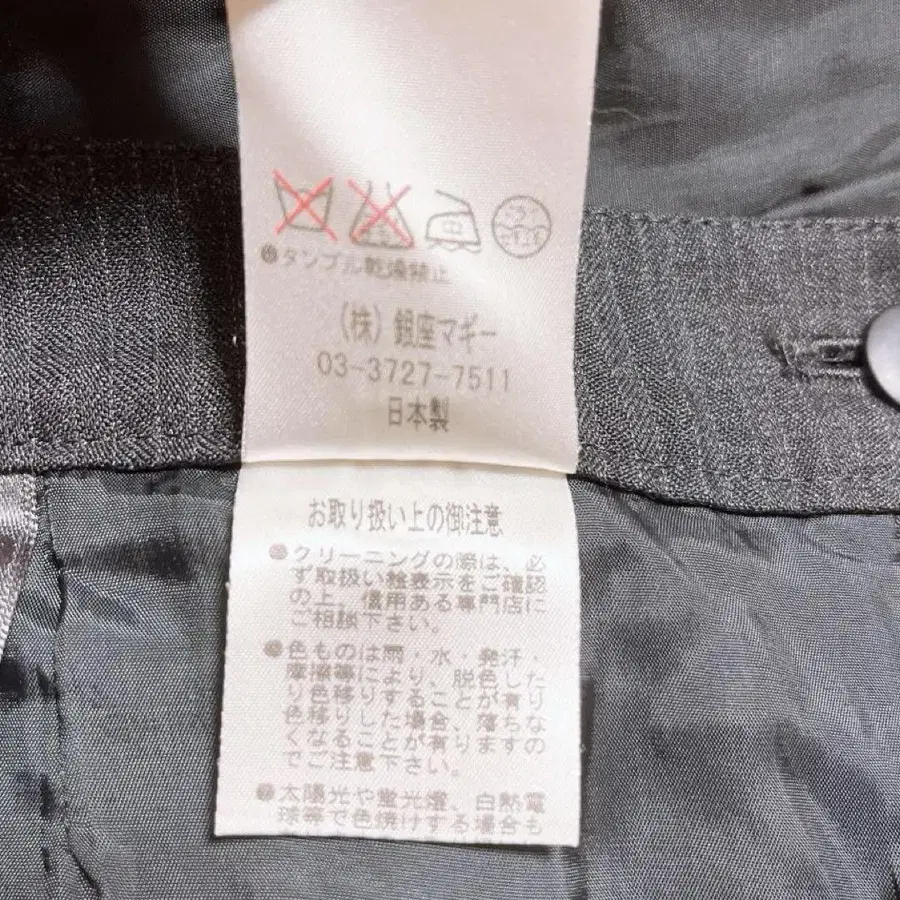 タンブル乾燥禁止
(株) 銀座マギー
03-3727-7511
日本製
お取り扱い上の御注意
クリーニングの際は、必
ず取扱い絵表示をご確認
の上、信用ある専門店に
ご相談下さい。
色ものは雨・水・発汗・
摩擦等により、脱色した
り色移りすることが有り
色移りした場合、落ちな
くなることが有りますの
でご注意下さい。
太陽光や蛍光燈、白熱電
球等で色焼けする場合も